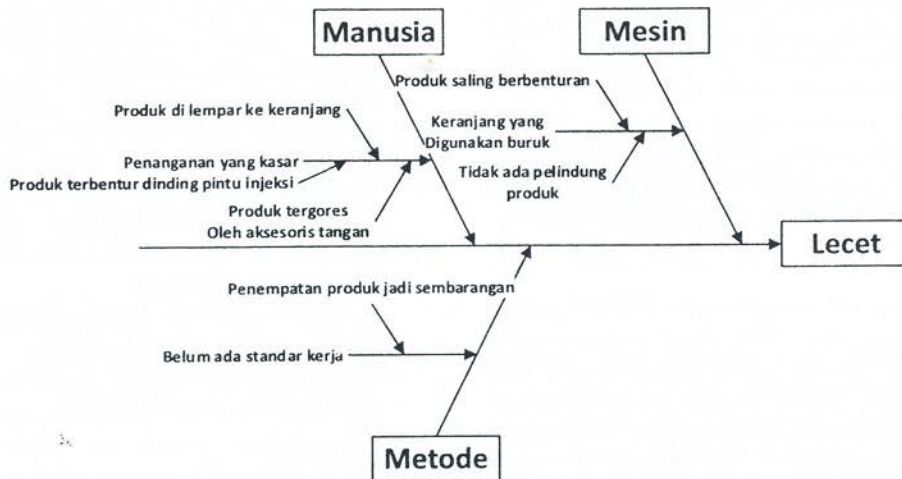 Manusia
Mesin
Produk saling berbenturan
Produk di lempar ke keranjang
Keranjang yang
Digunakan buruk
Penanganan yang kasar
Produk terbentur dinding pintu injeksi
Tidak ada pelindung
produk
Produk tergores
Oleh aksesoris tangan
Lecet
Penempatan produk jadi sembarangan
Belum ada standar kerja
Metode